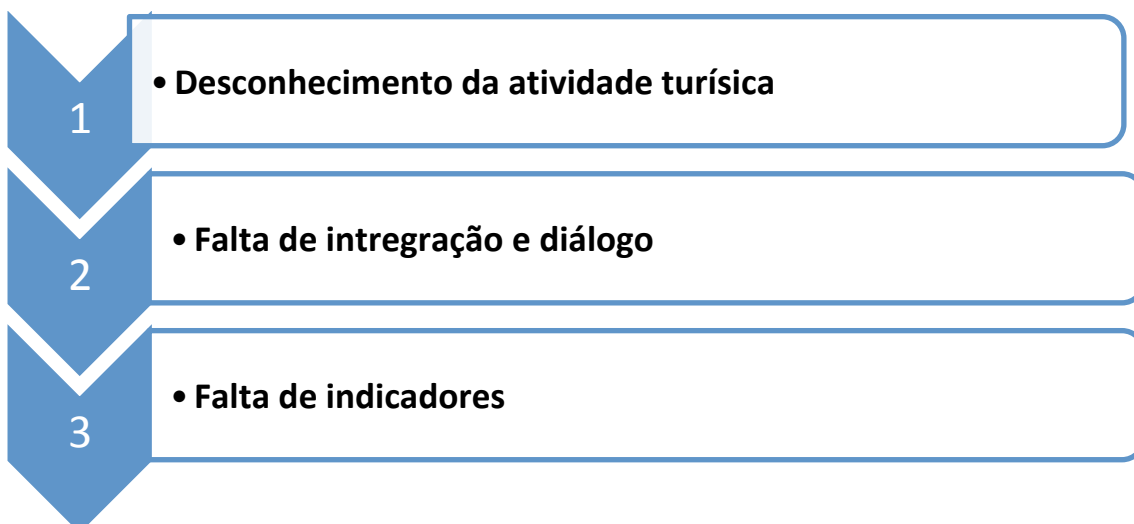 1
• Desconhecimento da atividade turísica
2
• Falta de intregração e diálogo
3
• Falta de indicadores